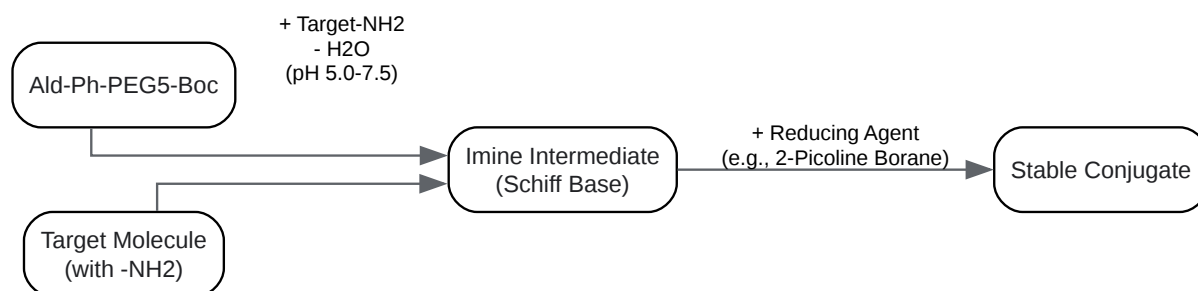 + Target-NH2
- H2O
(pH 5.0-7.5)
Ald-Ph-PEG5-Boc
Imine Intermediate
(Schiff Base)
+ Reducing Agent
(e.g., 2-Picoline Borane)
Stable Conjugate
Target Molecule
(with -NH2)